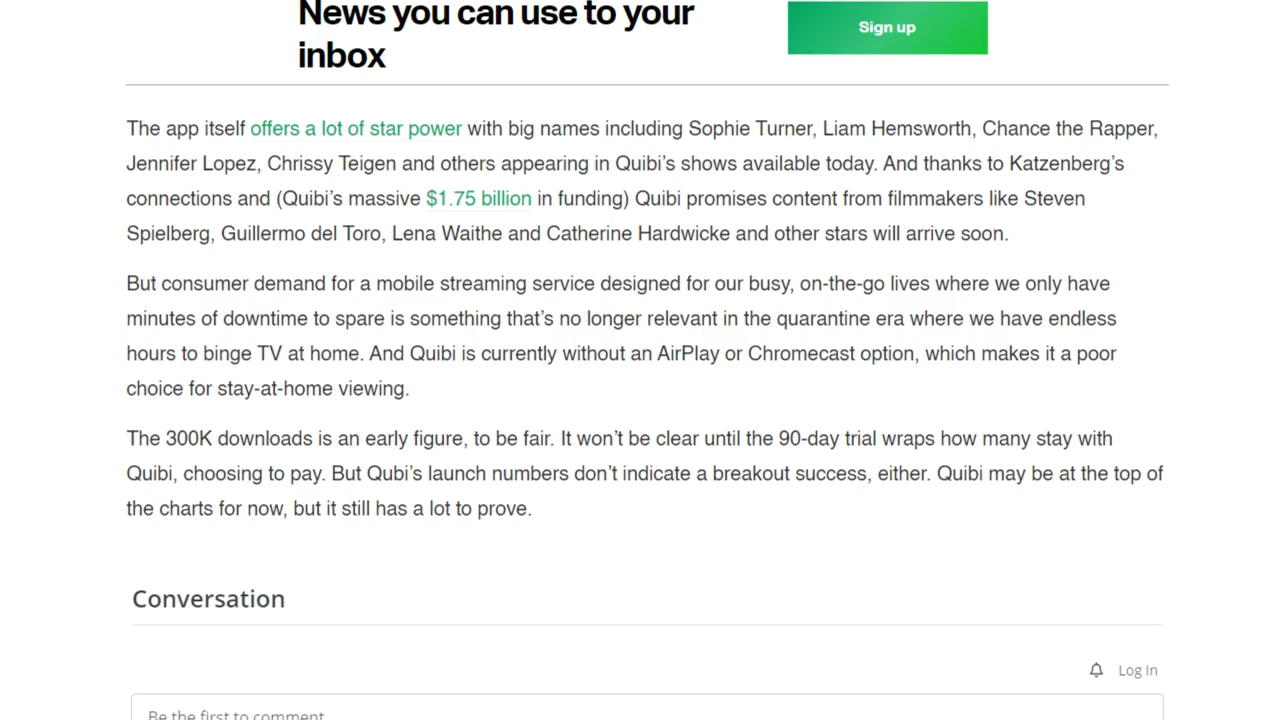 News you can use to your
inbox
Sign up
The app itself offers a lot of star power with big names including Sophie Turner, Liam Hemsworth, Chance the Rapper,
Jennifer Lopez, Chrissy Teigen and others appearing in Quibi’s shows available today. And thanks to Katzenberg’s
connections and (Quibi’s massive $1.75 billion in funding) Quibi promises content from filmmakers like Steven
Spielberg, Guillermo del Toro, Lena Waithe and Catherine Hardwicke and other stars will arrive soon.
But consumer demand for a mobile streaming service designed for our busy, on-the-go lives where we only have
minutes of downtime to spare is something that’s no longer relevant in the quarantine era where we have endless
hours to binge TV at home. And Quibi is currently without an AirPlay or Chromecast option, which makes it a poor
choice for stay-at-home viewing.
The 300K downloads is an early figure, to be fair. It won’t be clear until the 90-day trial wraps how many stay with
Quibi, choosing to pay. But Qubi’s launch numbers don’t indicate a breakout success, either. Quibi may be at the top of
the charts for now, but it still has a lot to prove.
Conversation
Log In
Be the first to comment